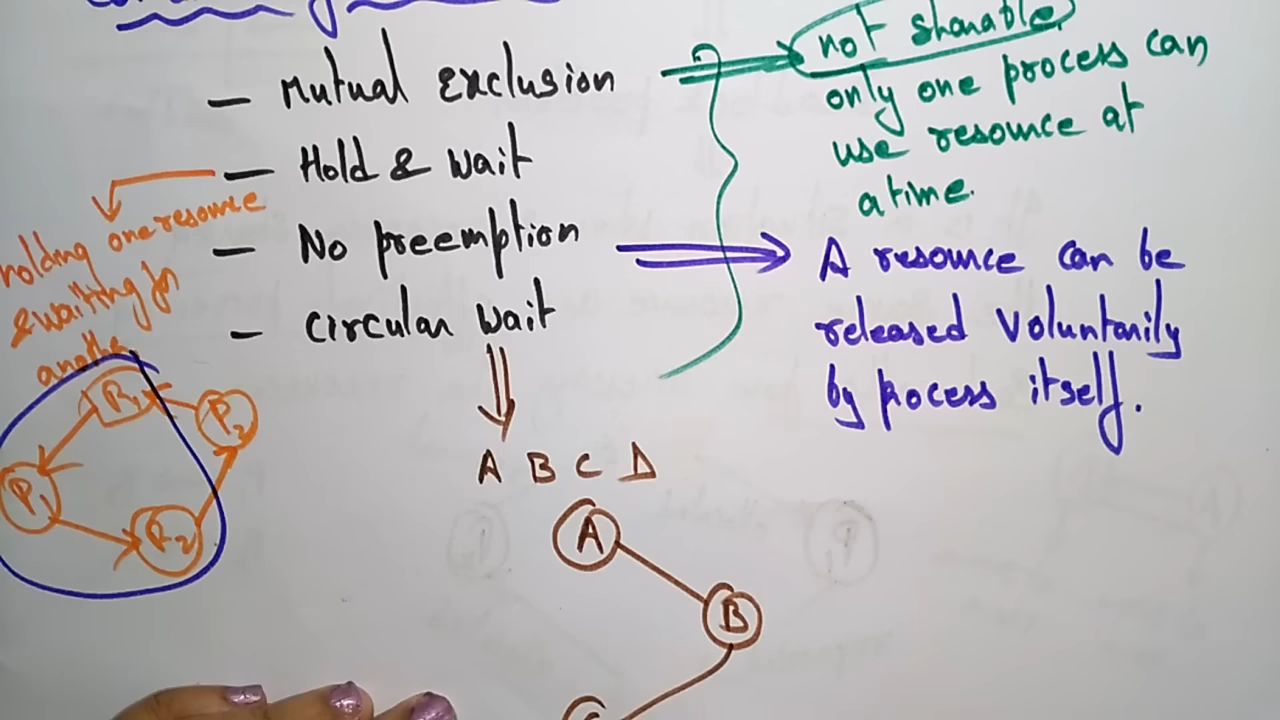 - Mutual Exclusion
not sharable
only one process can
use resource at
a time.
- Hold & wait
holding one resource
& waiting for
another
- No preemption
A resource can be
released voluntarily
by process itself.
- Circular wait
R1
P2
P1
R2
A B C D
A
B
C